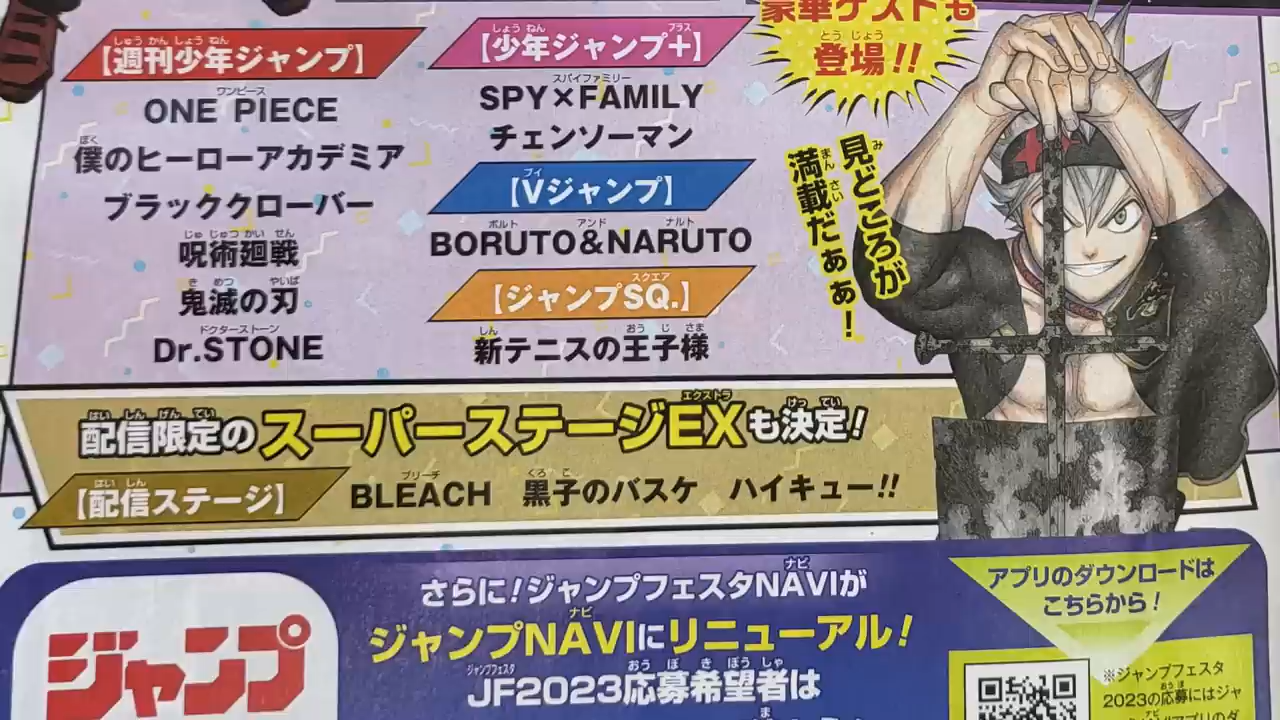 【週刊少年ジャンプ】
ONE PIECE
僕のヒーローアカデミア
ブラッククローバー
呪術廻戦
鬼滅の刃
Dr.STONE
【少年ジャンプ＋】
SPY×FAMILY
チェンソーマン
【Vジャンプ】
BORUTO&NARUTO
【ジャンプSQ.】
新テニスの王子様
豪華ゲストも
登場!!
見どころが
満載だぁぁ!
配信限定のスーパーステージEXも決定!
【配信ステージ】
BLEACH 黒子のバスケ ハイキュー!!
ジャンプ
さらに!ジャンプフェスタNAVIが
ジャンプNAVIにリニューアル!
JF2023応募希望者は
アプリのダウンロードは
こちらから!
※ジャンプフェスタ
2023の応募にはジャ